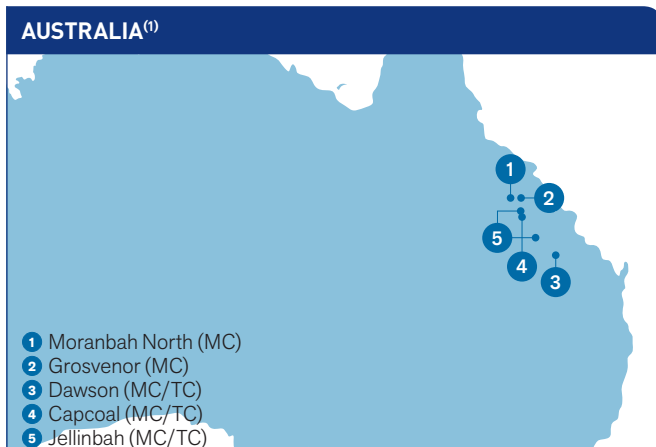 AUSTRALIA(1)
1
2
5
4
3
1 Moranbah North (MC)
2 Grosvenor (MC)
3 Dawson (MC/TC)
4 Capcoal (MC/TC)
5 Jellinbah (MC/TC)